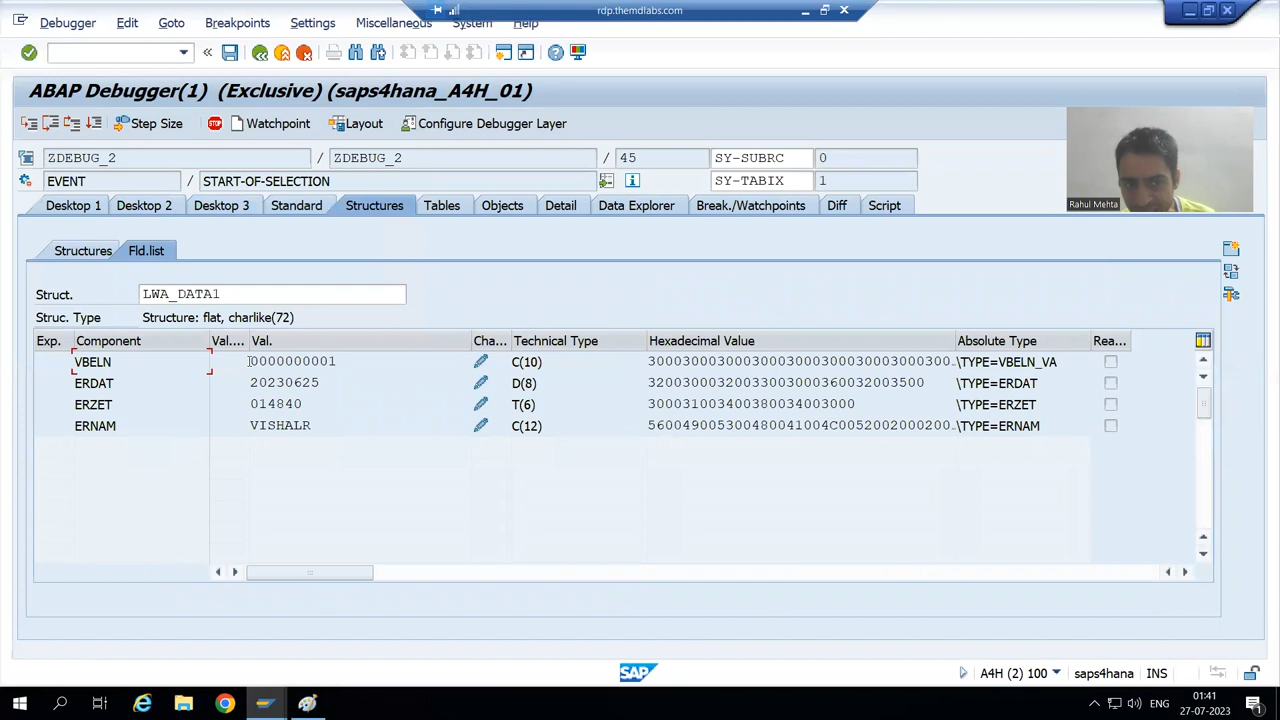 rdp.themdlabs.com
Debugger Edit Goto Breakpoints Settings Miscellaneous System Help
ABAP Debugger(1) (Exclusive) (saps4hana_A4H_01)
Step Size Watchpoint Layout Configure Debugger Layer
ZDEBUG_2 / ZDEBUG_2 / 45 SY-SUBRC 0
EVENT / START-OF-SELECTION SY-TABIX 1
Rahul Mehta
Desktop 1 Desktop 2 Desktop 3 Standard Structures Tables Objects Detail Data Explorer Break./Watchpoints Diff Script
Structures Fld.list
Struct. LWA_DATA1
Struc. Type Structure: flat, charlike(72)
Exp. Component Val.... Val. Cha... Technical Type Hexadecimal Value Absolute Type Rea...
VBELN 0000000001 C(10) 3000300030003000300030003000300030003000300... \TYPE=VBELN_VA
ERDAT 20230625 D(8) 32003000320033003000360032003500 \TYPE=ERDAT
ERZET 014840 T(6) 300031003400380034003000 \TYPE=ERZET
ERNAM VISHALR C(12) 560049005300480041004C0052002000200... \TYPE=ERNAM
SAP
A4H (2) 100 saps4hana INS
ENG
01:41
27-07-2023
1